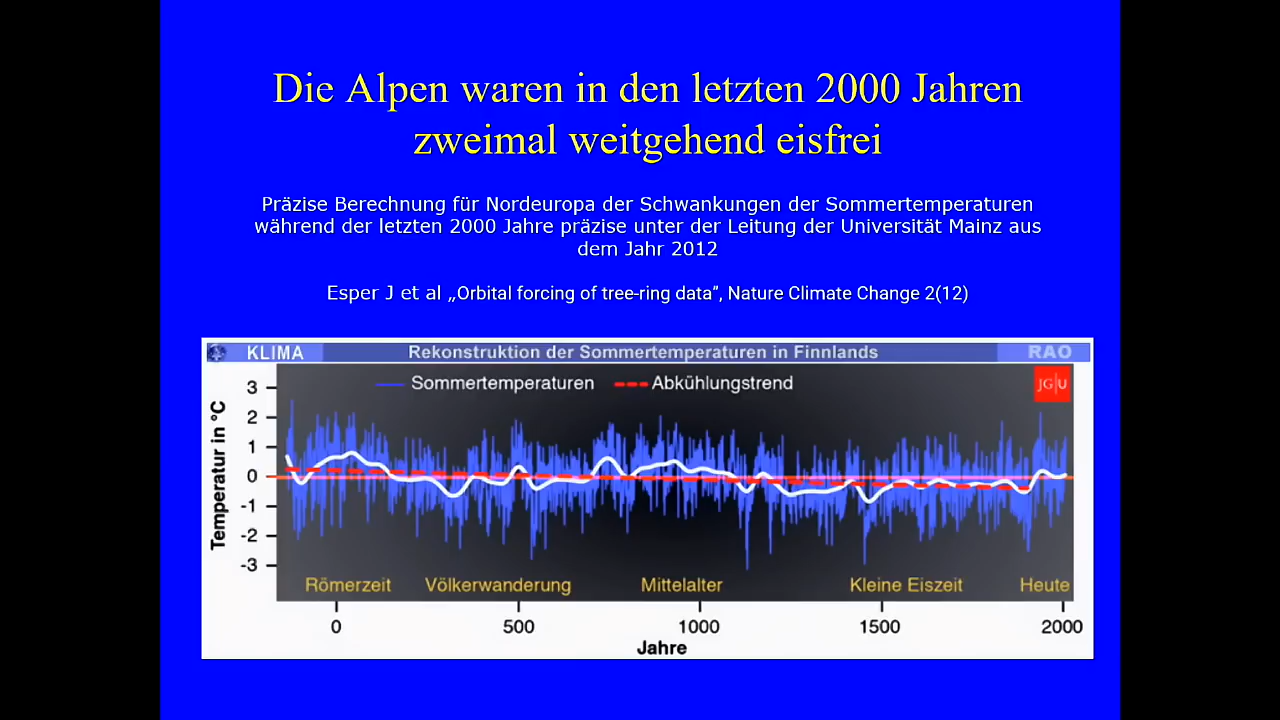 Die Alpen waren in den letzten 2000 Jahren
zweimal weitgehend eisfrei
Präzise Berechnung für Nordeuropa der Schwankungen der Sommertemperaturen
während der letzten 2000 Jahre präzise unter der Leitung der Universität Mainz aus
dem Jahr 2012
Esper J et al „Orbital forcing of tree-ring data”, Nature Climate Change 2(12)
KLIMA Rekonstruktion der Sommertemperaturen in Finnlands RAO
Sommertemperaturen Abkühlungstrend JG|U
Temperatur in °C
3
2
1
0
-1
-2
-3
Römerzeit Völkerwanderung Mittelalter Kleine Eiszeit Heute
0 500 1000 1500 2000
Jahre